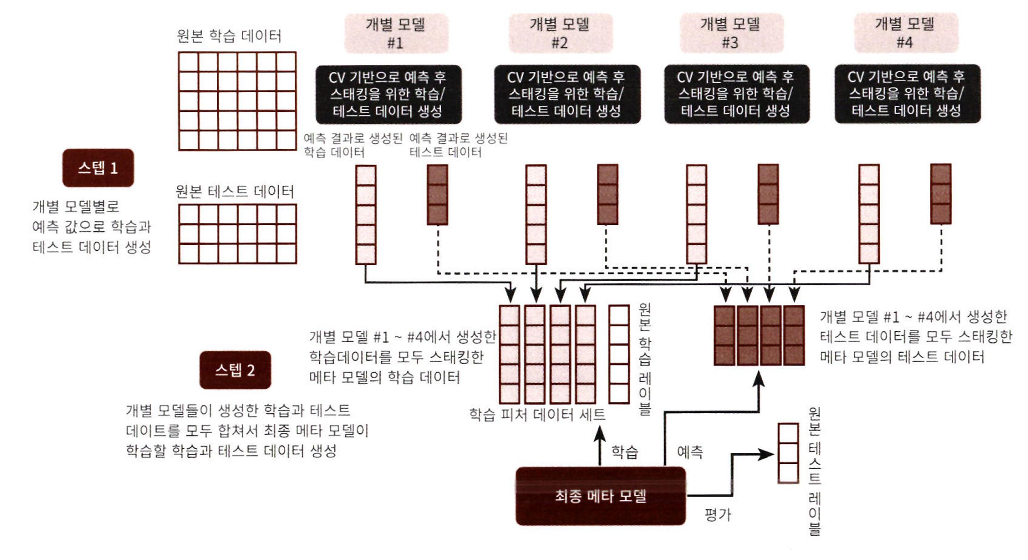 원본 학습 데이터
개별 모델
#1
개별 모델
#2
개별 모델
#3
개별 모델
#4
CV 기반으로 예측 후
스태킹을 위한 학습/
테스트 데이터 생성
CV 기반으로 예측 후
스태킹을 위한 학습/
테스트 데이터 생성
CV 기반으로 예측 후
스태킹을 위한 학습/
테스트 데이터 생성
CV 기반으로 예측 후
스태킹을 위한 학습/
테스트 데이터 생성
예측 결과로 생성된
학습 데이터
예측 결과로 생성된
테스트 데이터
스텝 1
개별 모델별로
예측 값으로 학습과
테스트 데이터 생성
원본 테스트 데이터
개별 모델 #1 ~ #4에서 생성한
학습데이터를 모두 스태킹한
메타 모델의 학습 데이터
원본 학습 레이블
개별 모델 #1 ~ #4에서 생성한
테스트 데이터를 모두 스태킹한
메타 모델의 테스트 데이터
스텝 2
개별 모델들이 생성한 학습과 테스트
데이트를 모두 합쳐서 최종 메타 모델이
학습할 학습과 테스트 데이터 생성
학습 피처 데이터 세트
학습
예측
원본 테스트 레이블
최종 메타 모델
평가